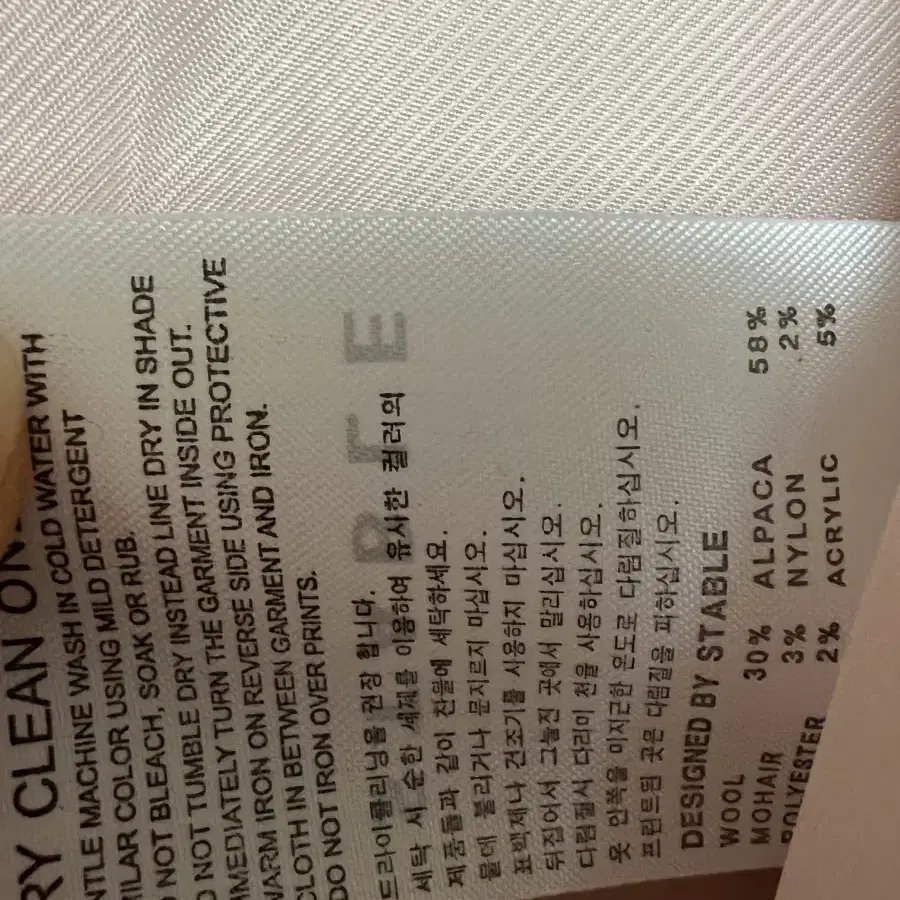 RY CLEAN ON
NTLE MACHINE WASH IN COLD WATER WITH
MILAR COLOR USING MILD DETERGENT
NOT BLEACH, SOAK OR RUB.
NOT TUMBLE DRY INSTEAD LINE DRY IN SHADE
MMEDIATELY TURN THE GARMENT INSIDE OUT.
WARM IRON ON REVERSE SIDE USING PROTECTIVE
CLOTH IN BETWEEN GARMENT AND IRON.
DO NOT IRON OVER PRINTS.
드라이클리닝을 권장 합니다.
세탁 시 순한 세제를 이용하여 유사한 컬러의
제품들과 같이 찬물에 세탁하세요.
물에 불리거나 문지르지 마십시오.
표백제나 건조기를 사용하지 마십시오.
뒤집어서 그늘진 곳에서 말리십시오.
다림질시 다리미 천을 사용하십시오.
옷 안쪽을 미지근한 온도로 다림질하십시오.
프린트된 곳은 다림질을 피하십시오.
DESIGNED BY STABLE
WOOL 30% ALPACA 58%
MOHAIR 3% NYLON 2%
POLYESTER 2% ACRYLIC 5%